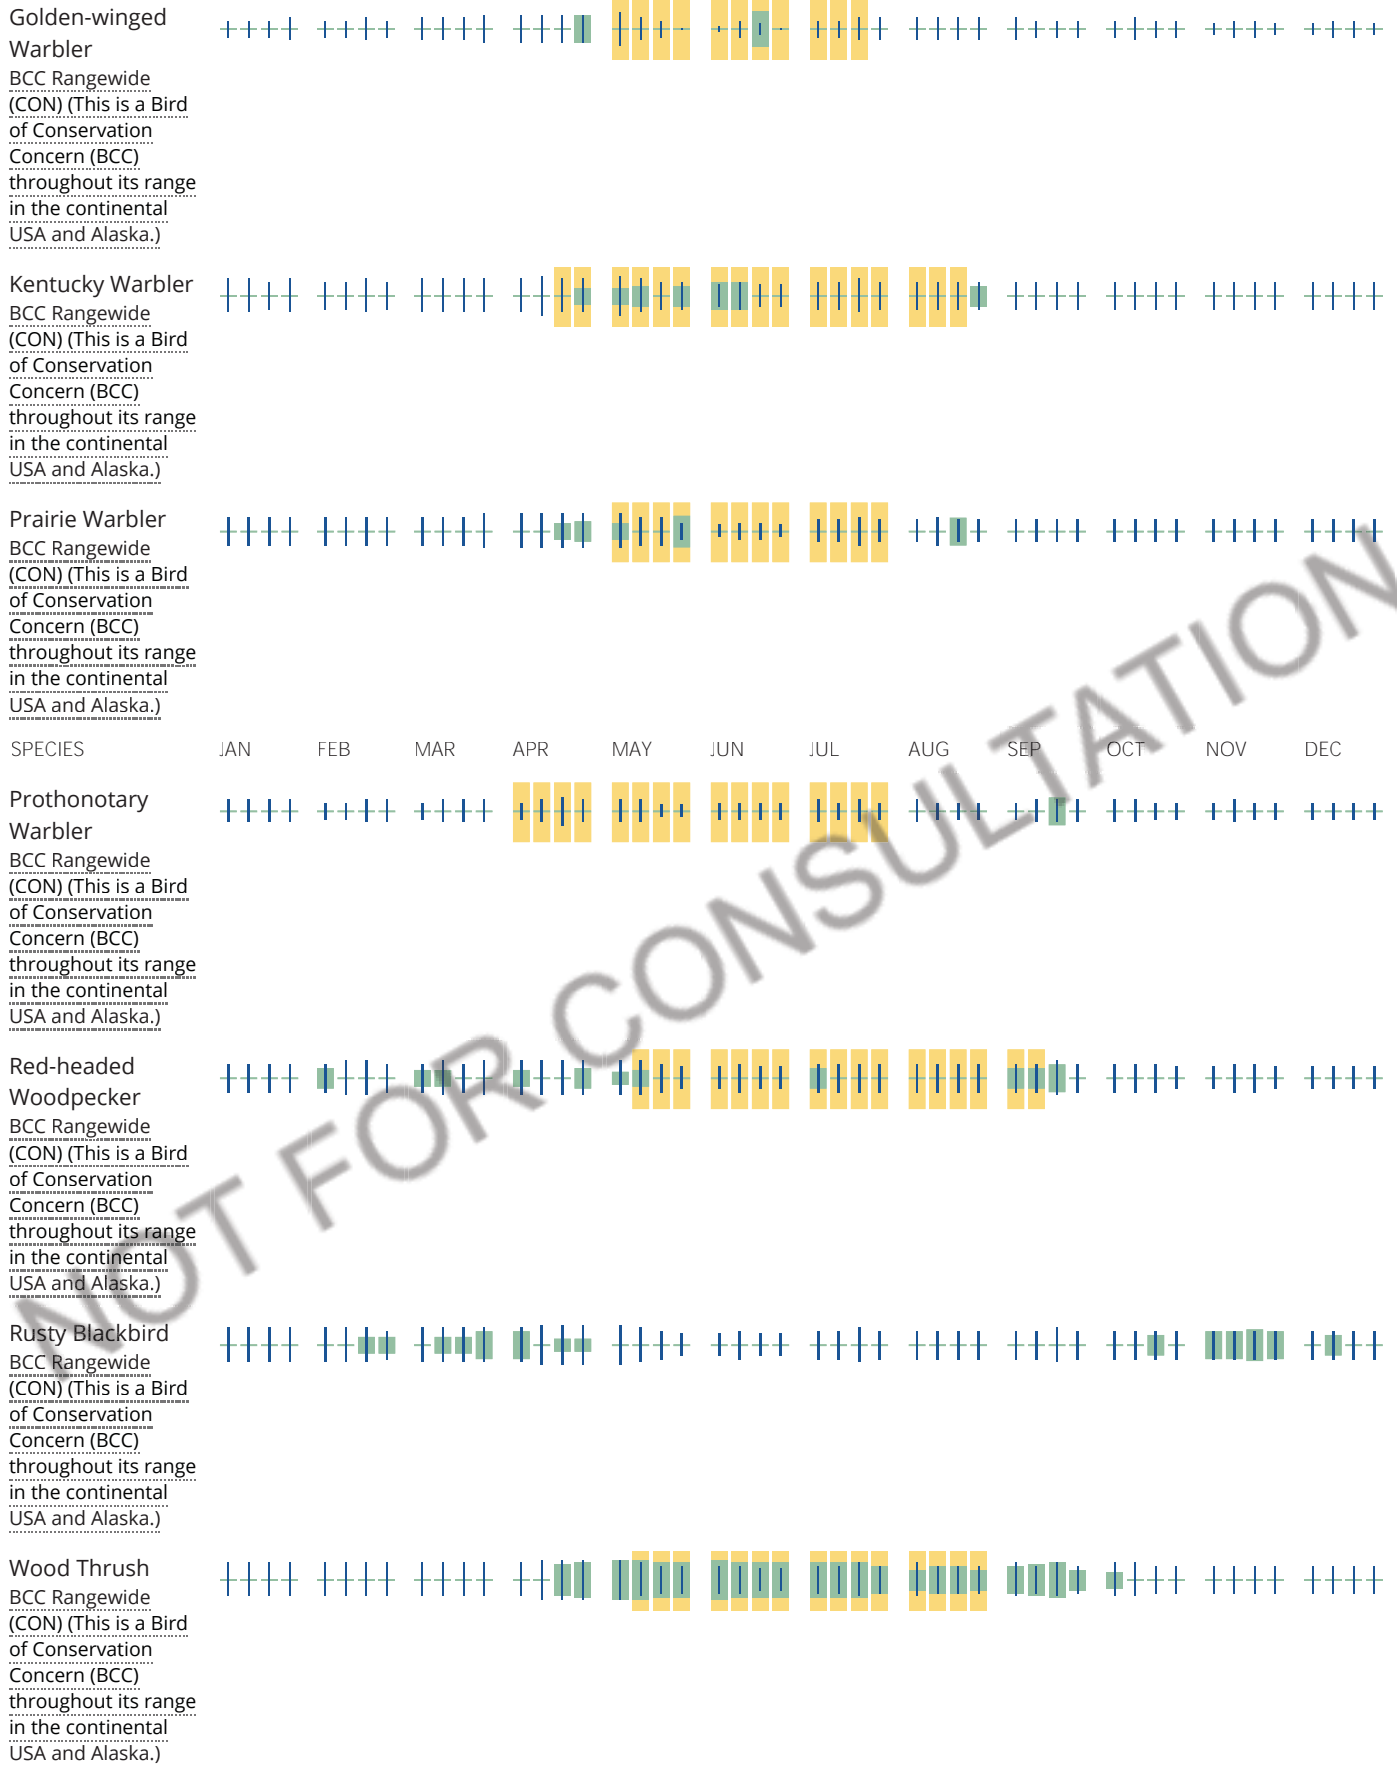 Golden-winged
Warbler
BCC Rangewide
(CON) (This is a Bird
of Conservation
Concern (BCC)
throughout its range
in the continental
USA and Alaska.)
Kentucky Warbler
BCC Rangewide
(CON) (This is a Bird
of Conservation
Concern (BCC)
throughout its range
in the continental
USA and Alaska.)
Prairie Warbler
BCC Rangewide
(CON) (This is a Bird
of Conservation
Concern (BCC)
throughout its range
in the continental
USA and Alaska.)
SPECIES JAN FEB MAR APR MAY JUN JUL AUG SEP OCT NOV DEC
Prothonotary
Warbler
BCC Rangewide
(CON) (This is a Bird
of Conservation
Concern (BCC)
throughout its range
in the continental
USA and Alaska.)
Red-headed
Woodpecker
BCC Rangewide
(CON) (This is a Bird
of Conservation
Concern (BCC)
throughout its range
in the continental
USA and Alaska.)
Rusty Blackbird
BCC Rangewide
(CON) (This is a Bird
of Conservation
Concern (BCC)
throughout its range
in the continental
USA and Alaska.)
Wood Thrush
BCC Rangewide
(CON) (This is a Bird
of Conservation
Concern (BCC)
throughout its range
in the continental
USA and Alaska.)
NOT FOR CONSULTATION